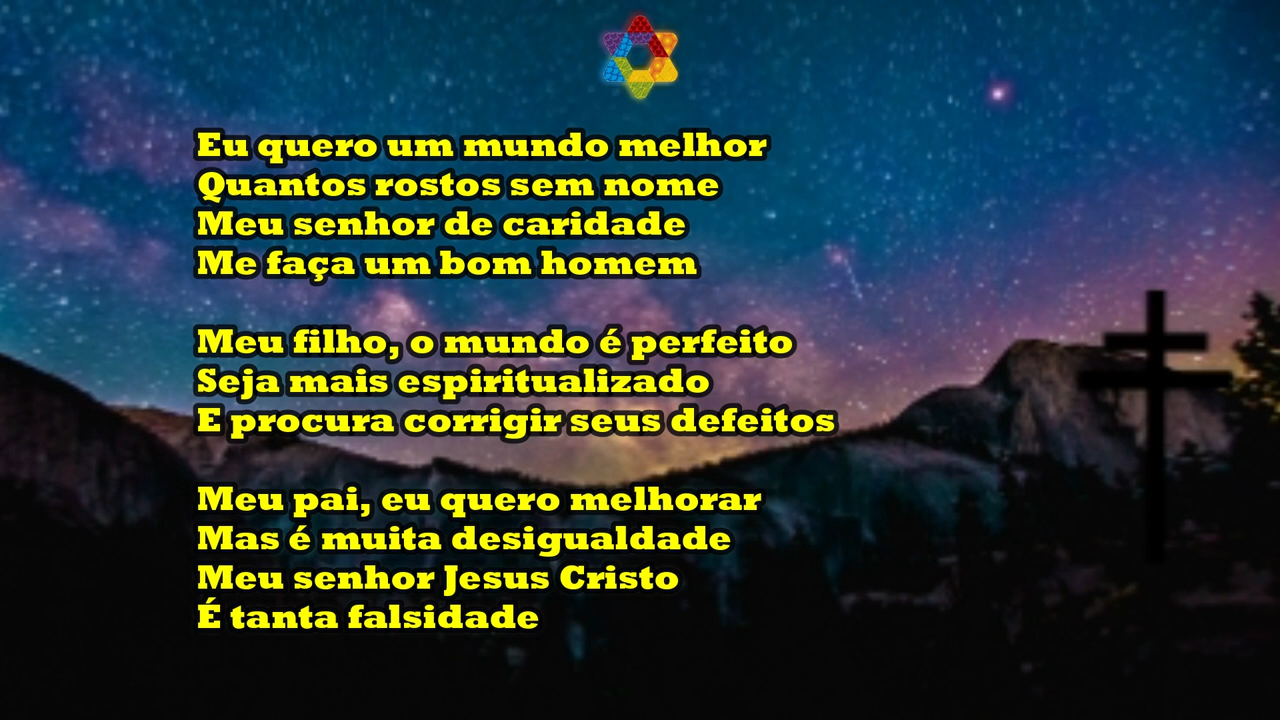 Eu quero um mundo melhor
Quantos rostos sem nome
Meu senhor de caridade
Me faça um bom homem
Meu filho, o mundo é perfeito
Seja mais espiritualizado
E procura corrigir seus defeitos
Meu pai, eu quero melhorar
Mas é muita desigualdade
Meu senhor Jesus Cristo
É tanta falsidade